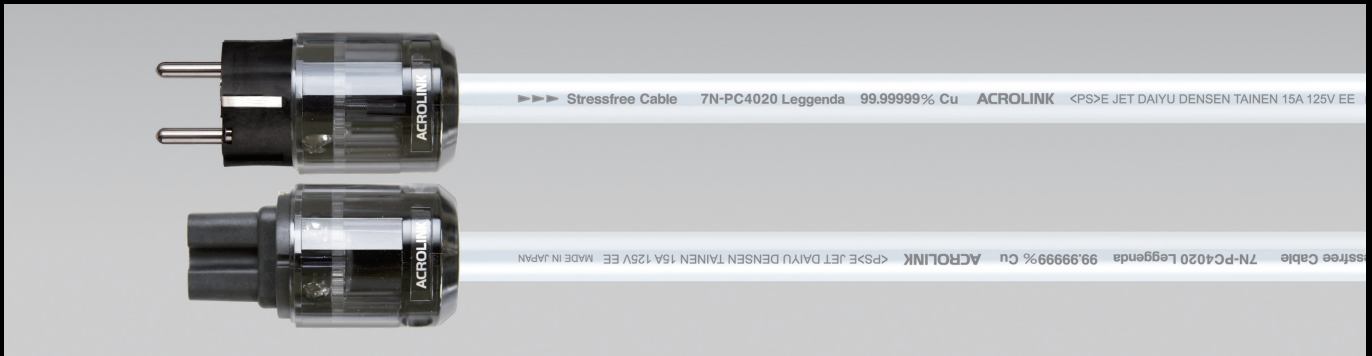 ▶▶▶ Stressfree Cable 7N-PC4020 Leggenda 99.99999% Cu ACROLINK <PS>E JET DAIYU DENSEN TAINEN 15A 125V EE
ACROLINK
ACROLINK
essfree Cable 7N-PC4020 Leggenda 99.99999% Cu ACROLINK <PS>E JET DAIYU DENSEN TAINEN 15A 125V EE MADE IN JAPAN